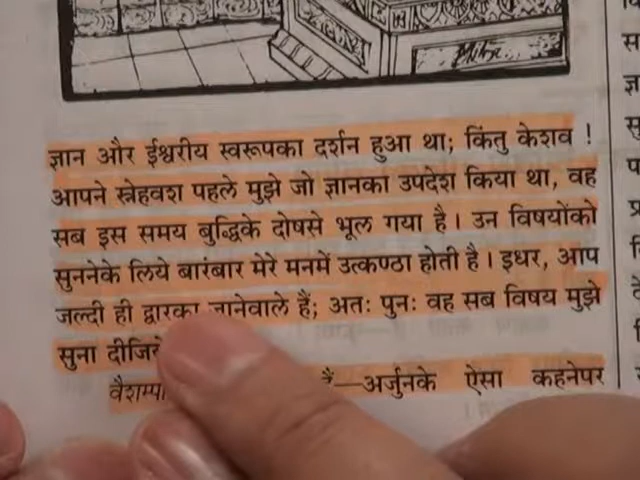 ज्ञान और ईश्वरीय स्वरूपका दर्शन हुआ था; किंतु केशव !
आपने स्नेहवश पहले मुझे जो ज्ञानका उपदेश किया था, वह
सब इस समय बुद्धिके दोषसे भूल गया है। उन विषयोंको
सुननेके लिये बारंबार मेरे मनमें उत्कण्ठा होती है। इधर, आप
जल्दी ही द्वारका जानेवाले हैं; अतः पुनः वह सब विषय मुझे
सुना
—अर्जुनके ऐसा कहनेपर